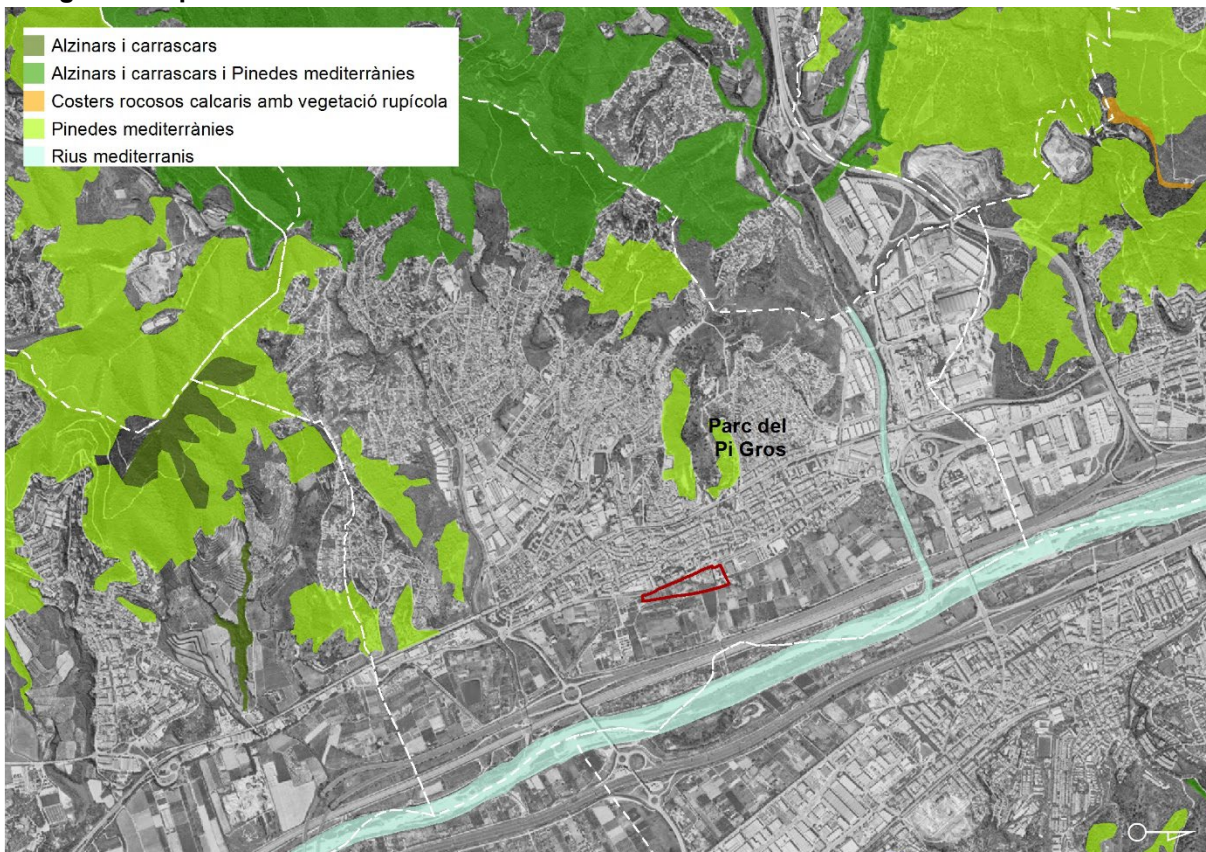 Alzinars i carrascars
Alzinars i carrascars i Pinedes mediterrànies
Costers rocosos calcaris amb vegetació rupícola
Pinedes mediterrànies
Rius mediterranis
Parc del
Pi Gros